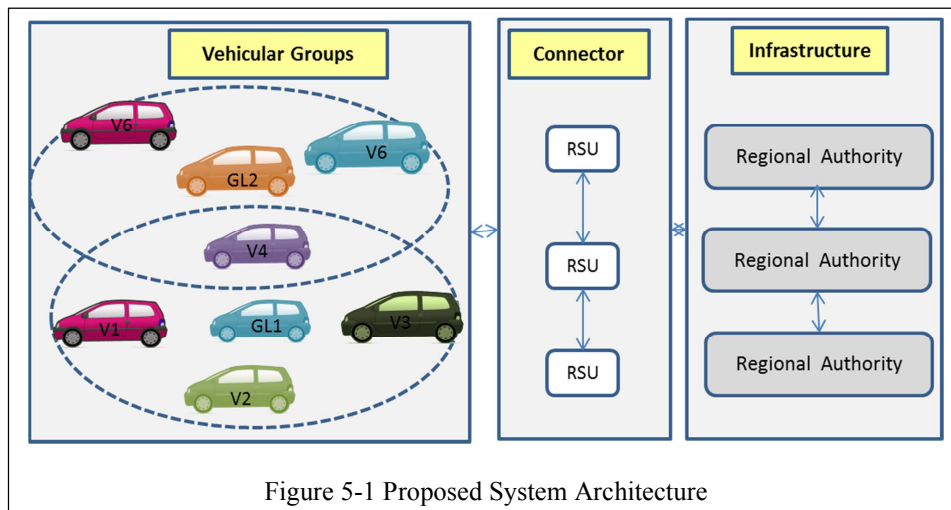 Vehicular Groups
V6
V6
GL2
V4
V1
GL1
V3
V2
Connector
RSU
RSU
RSU
Infrastructure
Regional Authority
Regional Authority
Regional Authority
Figure 5-1 Proposed System Architecture